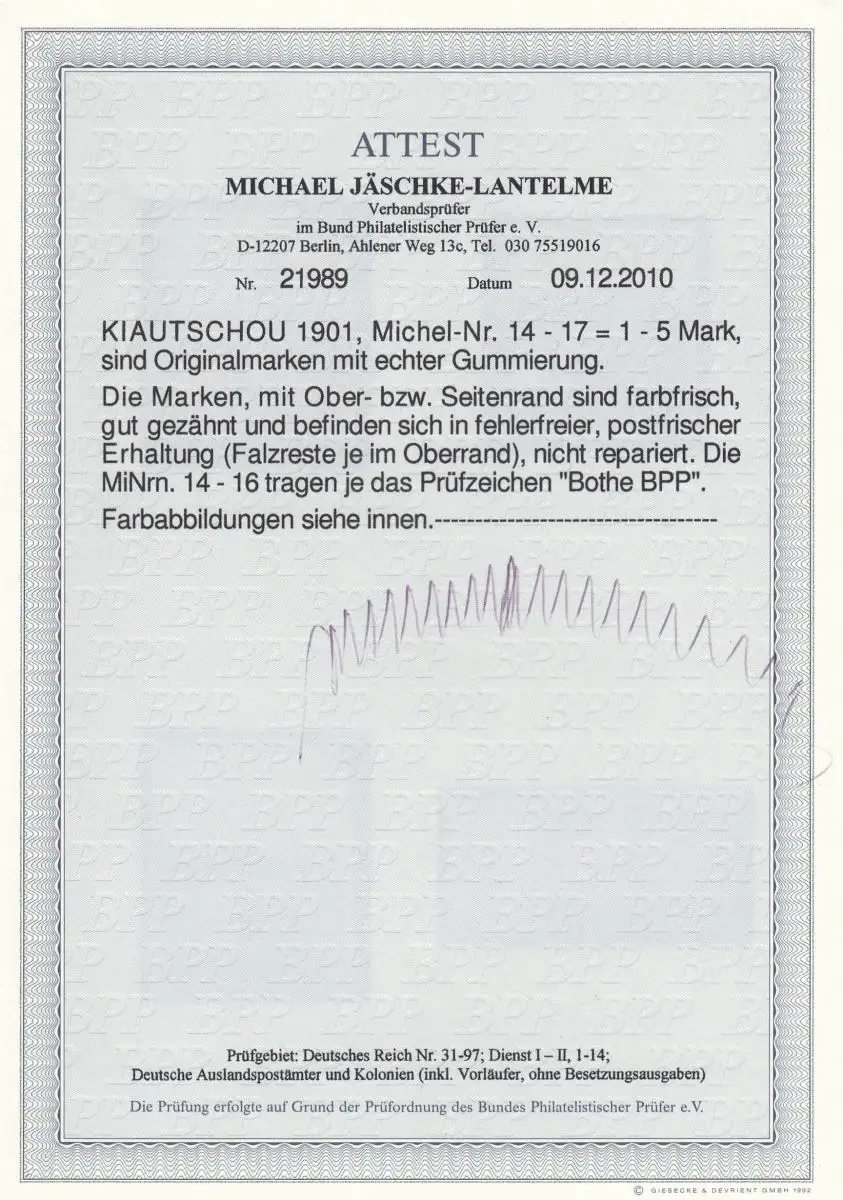 ATTEST
MICHAEL JÄSCHKE-LANTELME
Verbandsprüfer
im Bund Philatelistischer Prüfer e. V.
D-12207 Berlin, Ahlener Weg 13c, Tel. 030 75519016
Nr. 21989 Datum 09.12.2010
KIAUTSCHOU 1901, Michel-Nr. 14 - 17 = 1 - 5 Mark,
sind Originalmarken mit echter Gummierung.
Die Marken, mit Ober- bzw. Seitenrand sind farbfrisch,
gut gezähnt und befinden sich in fehlerfreier, postfrischer
Erhaltung (Falzreste je im Oberrand), nicht repariert. Die
MiNrn. 14 - 16 tragen je das Prüfzeichen "Bothe BPP".
Farbabbildungen siehe innen.-----------------------------------
Prüfgebiet: Deutsches Reich Nr. 31-97; Dienst I – II, 1-14;
Deutsche Auslandspostämter und Kolonien (inkl. Vorläufer, ohne Besetzungsausgaben)
Die Prüfung erfolgte auf Grund der Prüfordnung des Bundes Philatelistischer Prüfer e.V.
© GIESECKE & DEVRIENT GMBH 1992